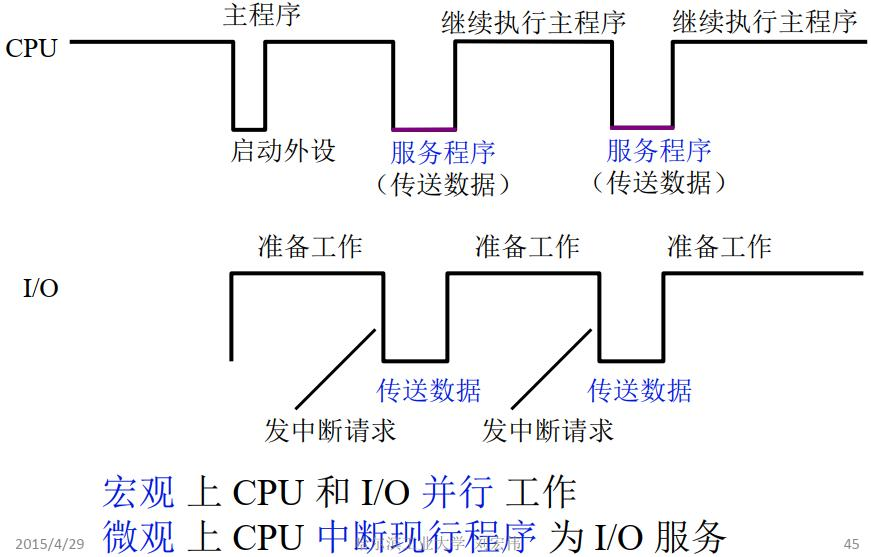 主程序
继续执行主程序
继续执行主程序
CPU
启动外设
服务程序
服务程序
（传送数据）
（传送数据）
准备工作
准备工作
准备工作
I/O
传送数据
传送数据
发中断请求
发中断请求
宏观 上 CPU 和 I/O 并行 工作
微观 上 CPU 中断现行程序 为 I/O 服务
2015/4/29
45